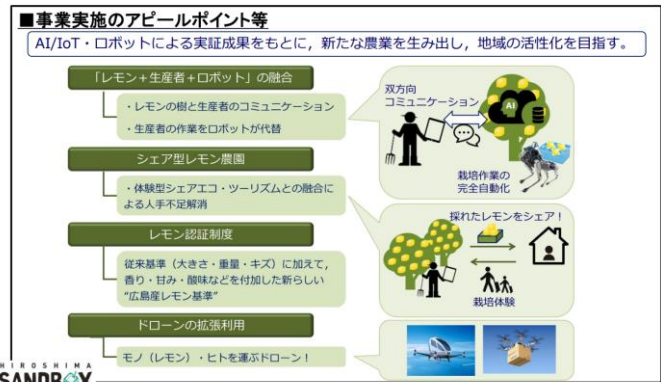 ■事業実施のアピールポイント等
AI/IoT・ロボットによる実証成果をもとに，新たな農業を生み出し，地域の活性化を目指す。
「レモン＋生産者＋ロボット」の融合
・レモンの樹と生産者のコミュニケーション
・生産者の作業をロボットが代替
双方向
コミュニケーション
AI
栽培作業の
完全自動化
シェア型レモン農園
・体験型シェアエコ・ツーリズムとの融合に
よる人手不足解消
採れたレモンをシェア！
栽培体験
レモン認証制度
従来基準（大きさ・重量・キズ）に加えて，
香り・甘み・酸味などを付加した新らしい
“広島産レモン基準”
ドローンの拡張利用
モノ（レモン）・ヒトを運ぶドローン！
HIROSHIMA
SANDBOX